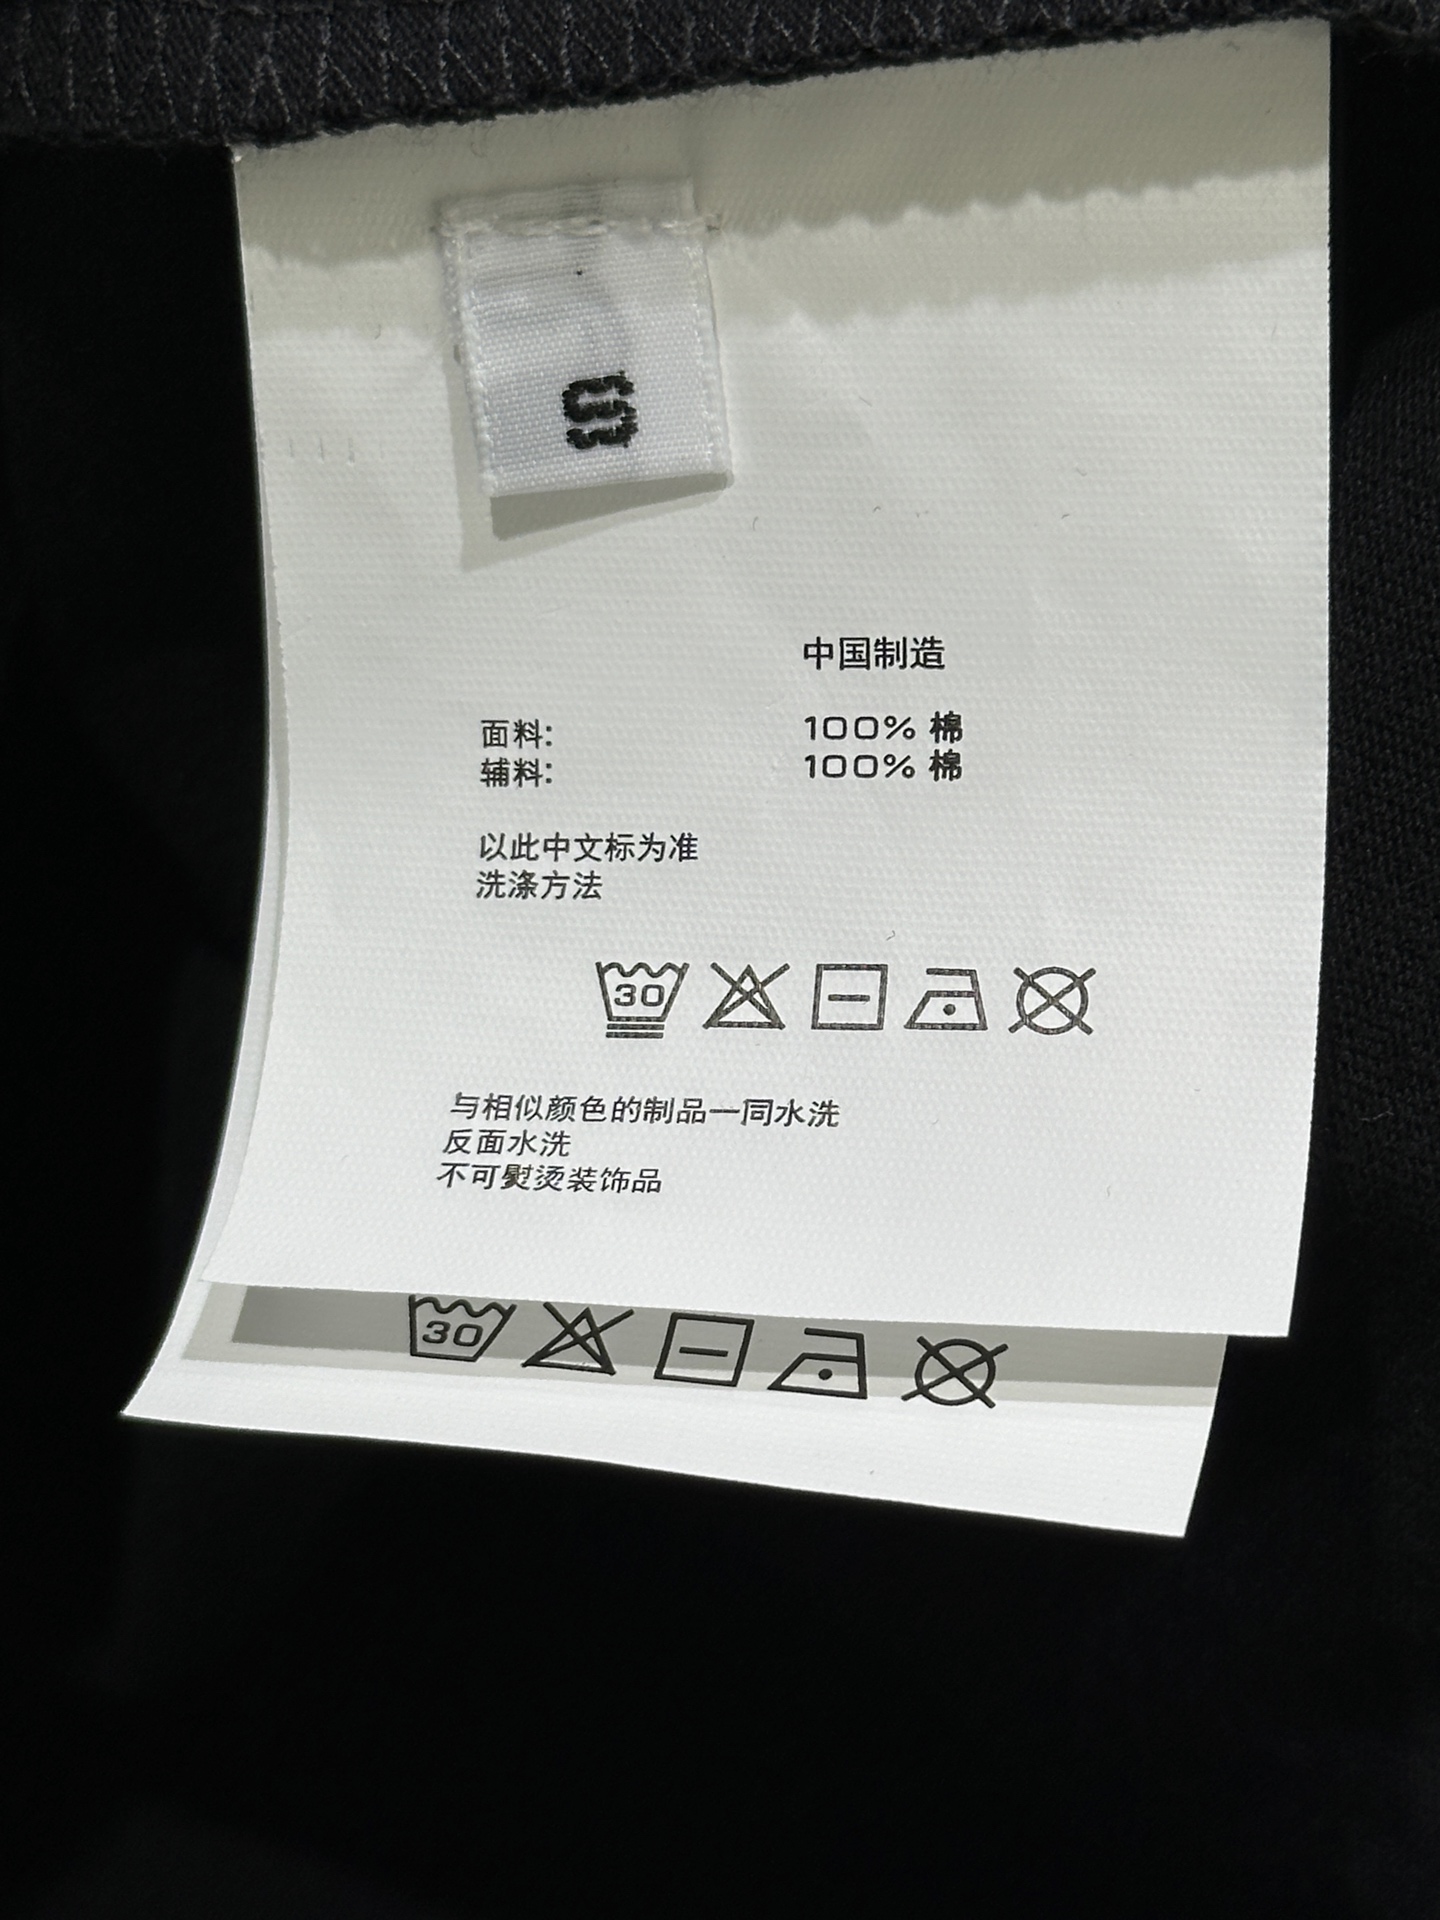 S
中国制造
面料: 100% 棉
辅料: 100% 棉
以此中文标为准
洗涤方法
30
与相似颜色的制品一同水洗
反面水洗
不可熨烫装饰品
30